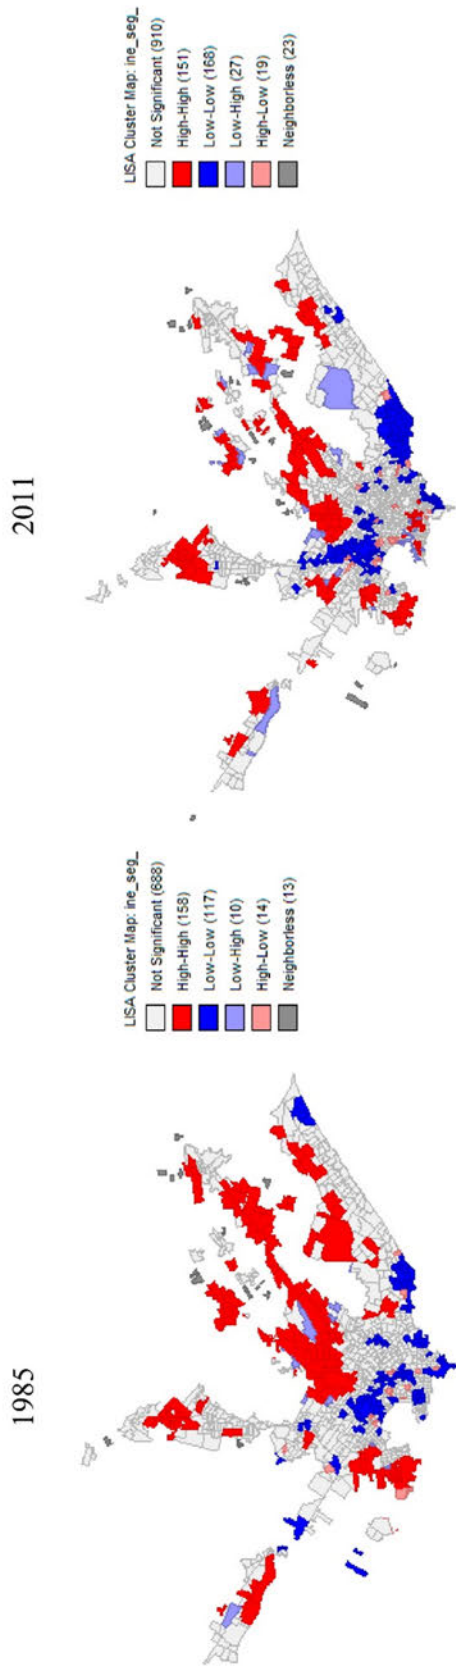 1985
LISA Cluster Map: ine_seg_
Not Significant (688)
High-High (158)
Low-Low (117)
Low-High (10)
High-Low (14)
Neighborless (13)
2011
LISA Cluster Map: ine_seg_
Not Significant (910)
High-High (151)
Low-Low (168)
Low-High (27)
High-Low (19)
Neighborless (23)